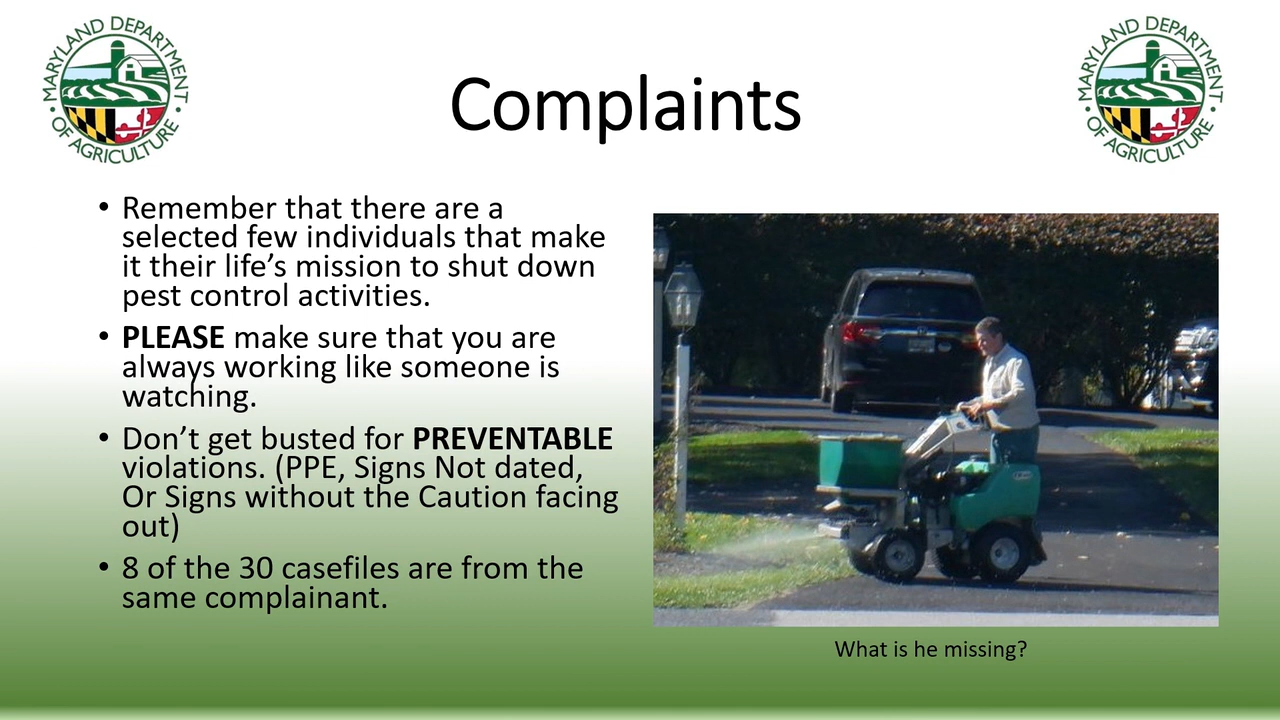 MARYLAND DEPARTMENT
OF AGRICULTURE
Complaints
MARYLAND DEPARTMENT
OF AGRICULTURE
• Remember that there are a
selected few individuals that make
it their life’s mission to shut down
pest control activities.
• PLEASE make sure that you are
always working like someone is
watching.
• Don’t get busted for PREVENTABLE
violations. (PPE, Signs Not dated,
Or Signs without the Caution facing
out)
• 8 of the 30 casefiles are from the
same complainant.
What is he missing?